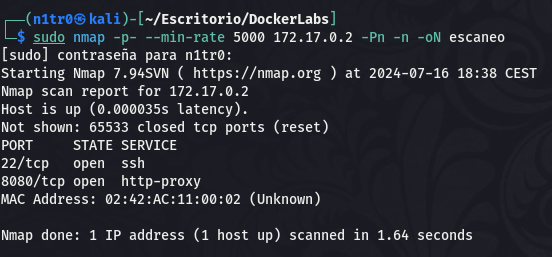 ┌──(n1tr0㉿kali)-[~/Escritorio/DockerLabs]
└─$ sudo nmap -p- --min-rate 5000 172.17.0.2 -Pn -n -oN escaneo
[sudo] contraseña para n1tr0:
Starting Nmap 7.94SVN ( https://nmap.org ) at 2024-07-16 18:38 CEST
Nmap scan report for 172.17.0.2
Host is up (0.000035s latency).
Not shown: 65533 closed tcp ports (reset)
PORT     STATE SERVICE
22/tcp   open  ssh
8080/tcp open  http-proxy
MAC Address: 02:42:AC:11:00:02 (Unknown)

Nmap done: 1 IP address (1 host up) scanned in 1.64 seconds